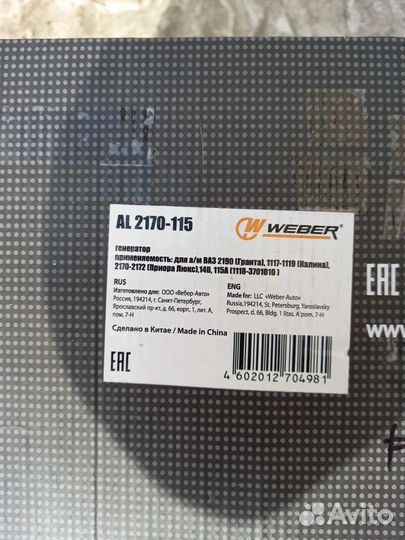 AL 2170-115
WEBER
генератор
применяемость: для а/м ВАЗ 2190 (Гранта), 1117-1119 (Калина),
2170-2172 (Приора Люкс),14В, 115А (1118-3701010 )
RUS
Изготовлено для: ООО «Вебер-Авто»
Россия, 194214, г. Санкт-Петербург,
Ярославский пр-кт, д. 66, корп. 1, лит. А,
пом. 7-Н
ENG
Made for: LLC «Weber-Auto»
Russia,194214, St. Petersburg, Yaroslavsky
Prospect, d. 66, Bldg. 1 litas. A pom. 7-H
Сделано в Китае / Made in China
EAC
4 602012 704981
EAC
www.
Avito